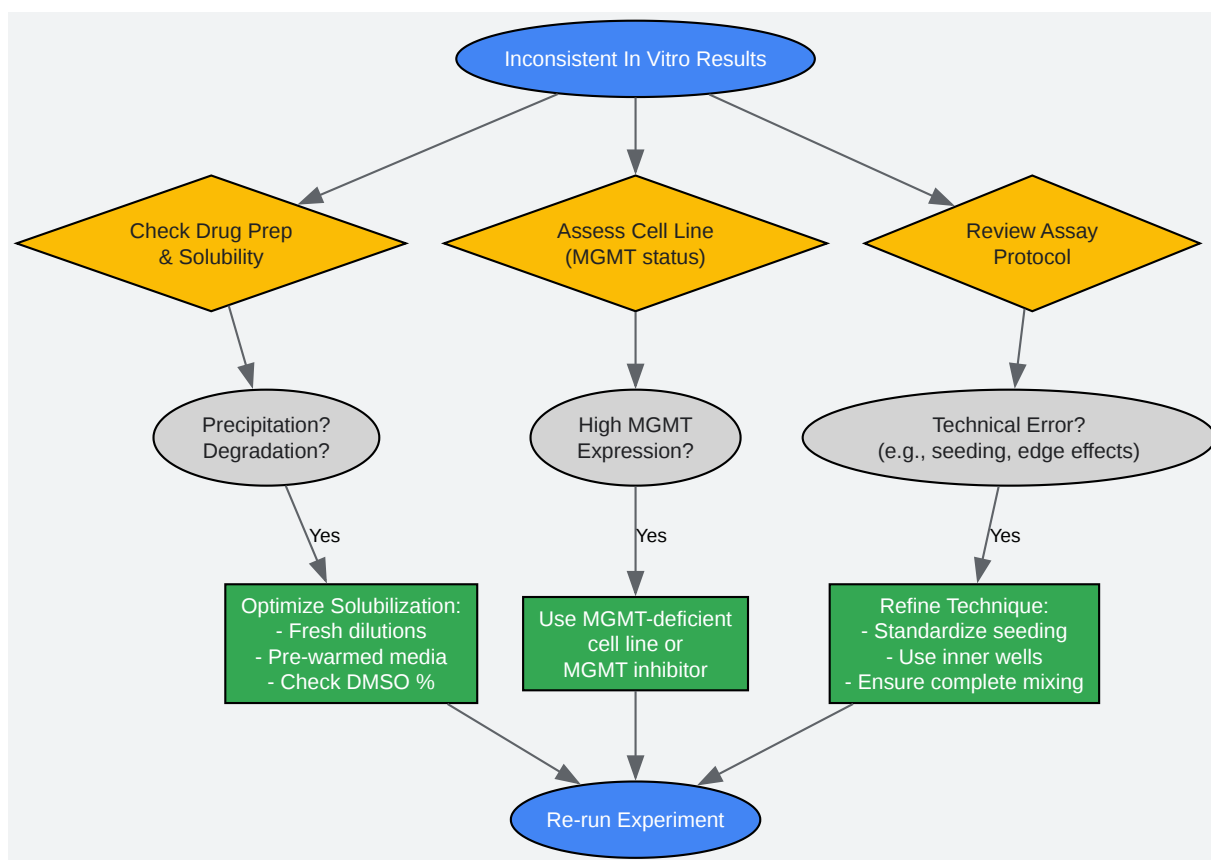 Inconsistent In Vitro Results
Check Drug Prep
& Solubility
Assess Cell Line
(MGMT status)
Review Assay
Protocol
Precipitation?
Degradation?
High MGMT
Expression?
Technical Error?
(e.g., seeding, edge effects)
Yes
Yes
Yes
Optimize Solubilization:
- Fresh dilutions
- Pre-warmed media
- Check DMSO %
Use MGMT-deficient
cell line or
MGMT inhibitor
Refine Technique:
- Standardize seeding
- Use inner wells
- Ensure complete mixing
Re-run Experiment